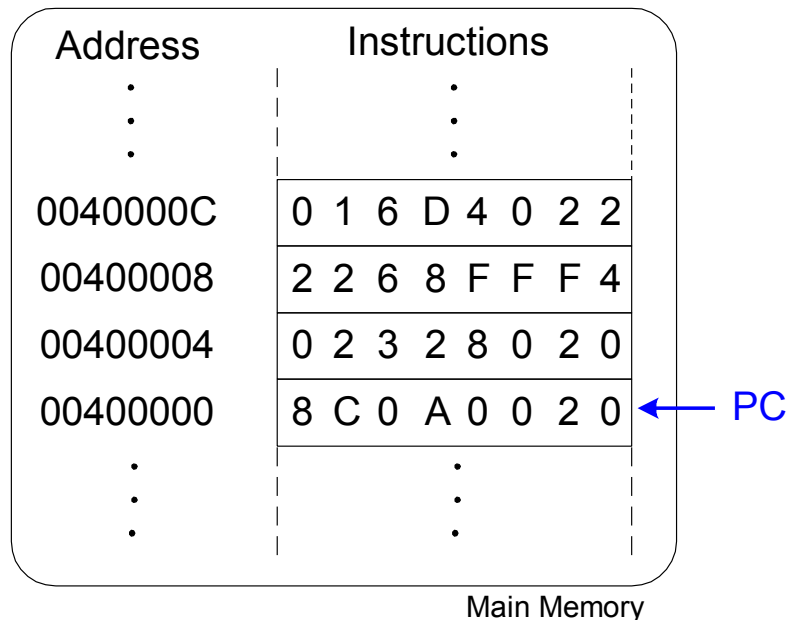 Address Instructions
0040000C 0 1 6 D 4 0 2 2
00400008 2 2 6 8 F F F 4
00400004 0 2 3 2 8 0 2 0
00400000 8 C 0 A 0 0 2 0 PC
Main Memory